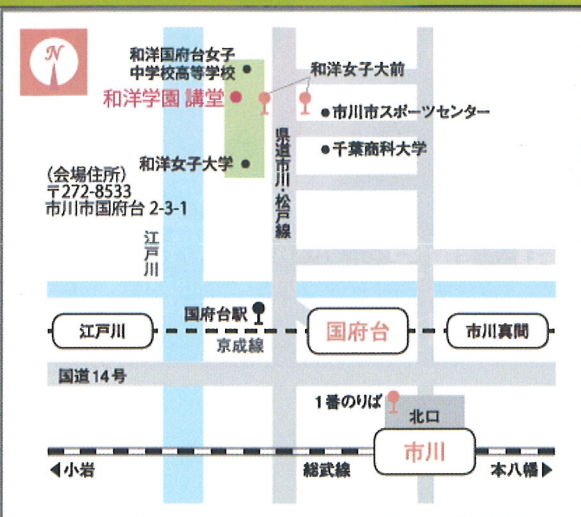 N
和洋国府台女子
中学校高等学校
和洋女子大前
和洋学園 講堂
市川市スポーツセンター
千葉商科大学
和洋女子大学
県道市川・松戸線
(会場住所)
〒272-8533
市川市国府台 2-3-1
江戸川
国府台駅
江戸川
京成線
国府台
市川真間
国道14号
1番のりば
北口
市川
小岩
総武線
本八幡